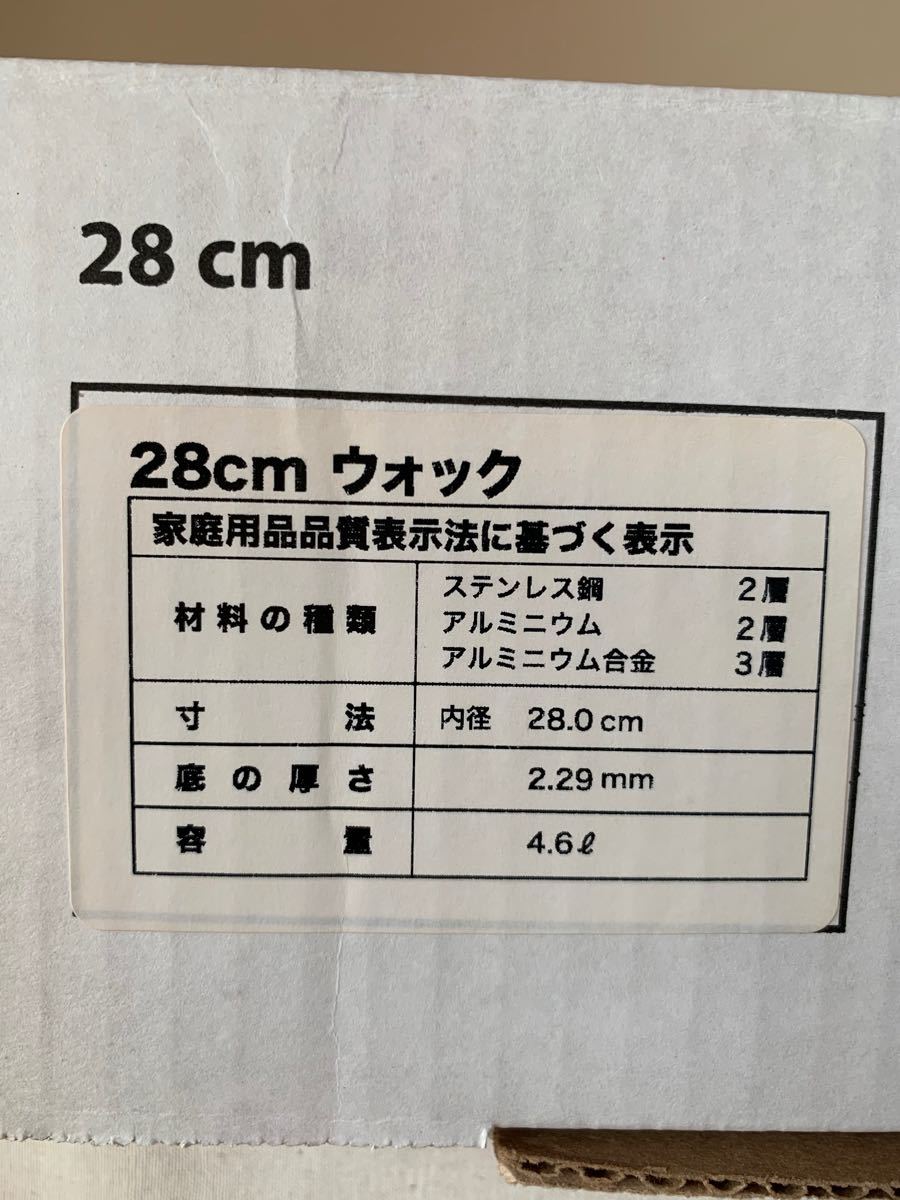 28 cm
28cm ウォック
家庭用品品質表示法に基づく表示
材料の種類 ステンレス鋼 2層
アルミニウム 2層
アルミニウム合金 3層
寸法 内径 28.0cm
底の厚さ 2.29mm
容量 4.6ℓ